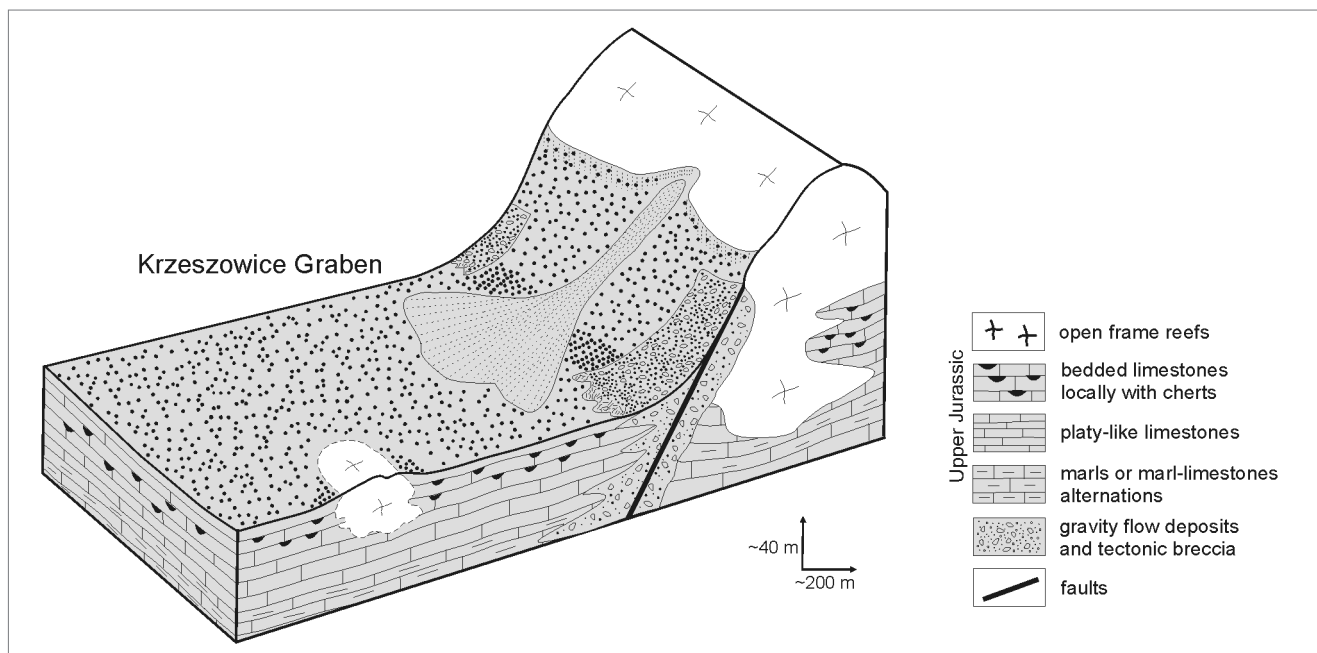 Krzeszowice Graben
Upper Jurassic
open frame reefs
bedded limestones
locally with cherts
platy-like limestones
marls or marl-limestones
alternations
gravity flow deposits
and tectonic breccia
faults
~40 m
~200 m